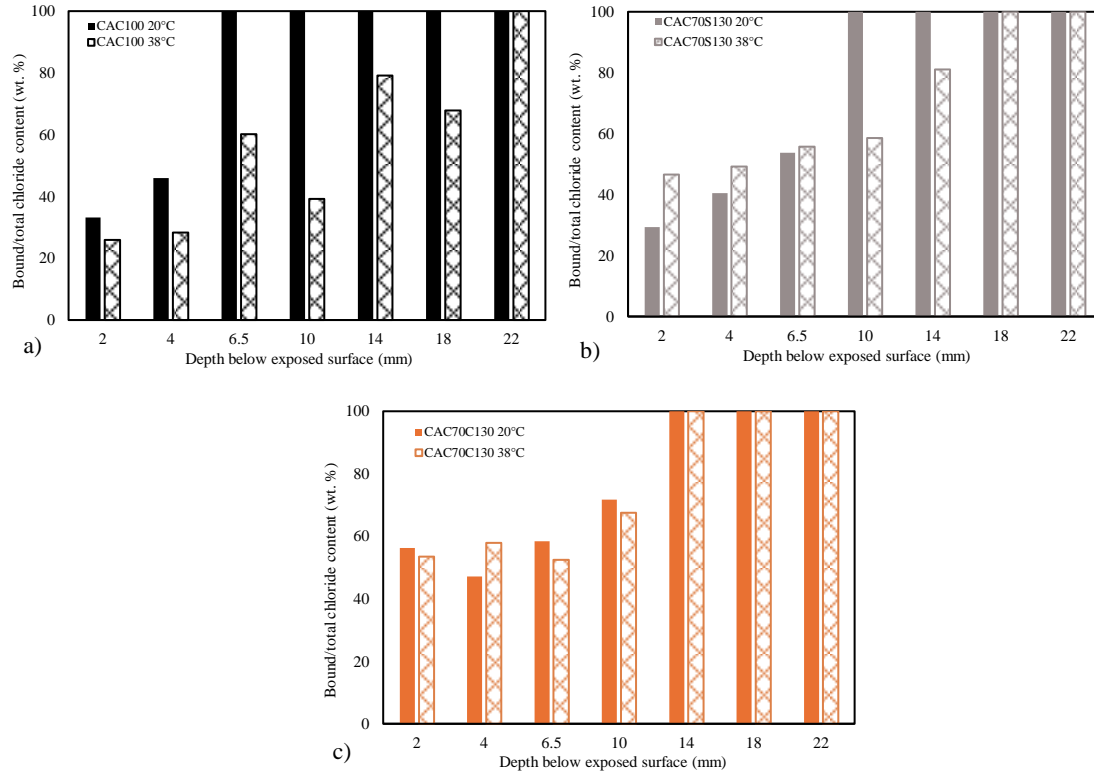 CAC100 20°C
CAC100 38°C
Bound/total chloride content (wt. %)
100
80
60
40
20
0
2 4 6.5 10 14 18 22
Depth below exposed surface (mm)
a)
CAC70S130 20°C
CAC70S130 38°C
Bound/total chloride content (wt. %)
100
80
60
40
20
0
2 4 6.5 10 14 18 22
Depth below exposed surface (mm)
b)
CAC70C130 20°C
CAC70C130 38°C
Bound/total chloride content (wt. %)
100
80
60
40
20
0
2 4 6.5 10 14 18 22
Depth below exposed surface (mm)
c)